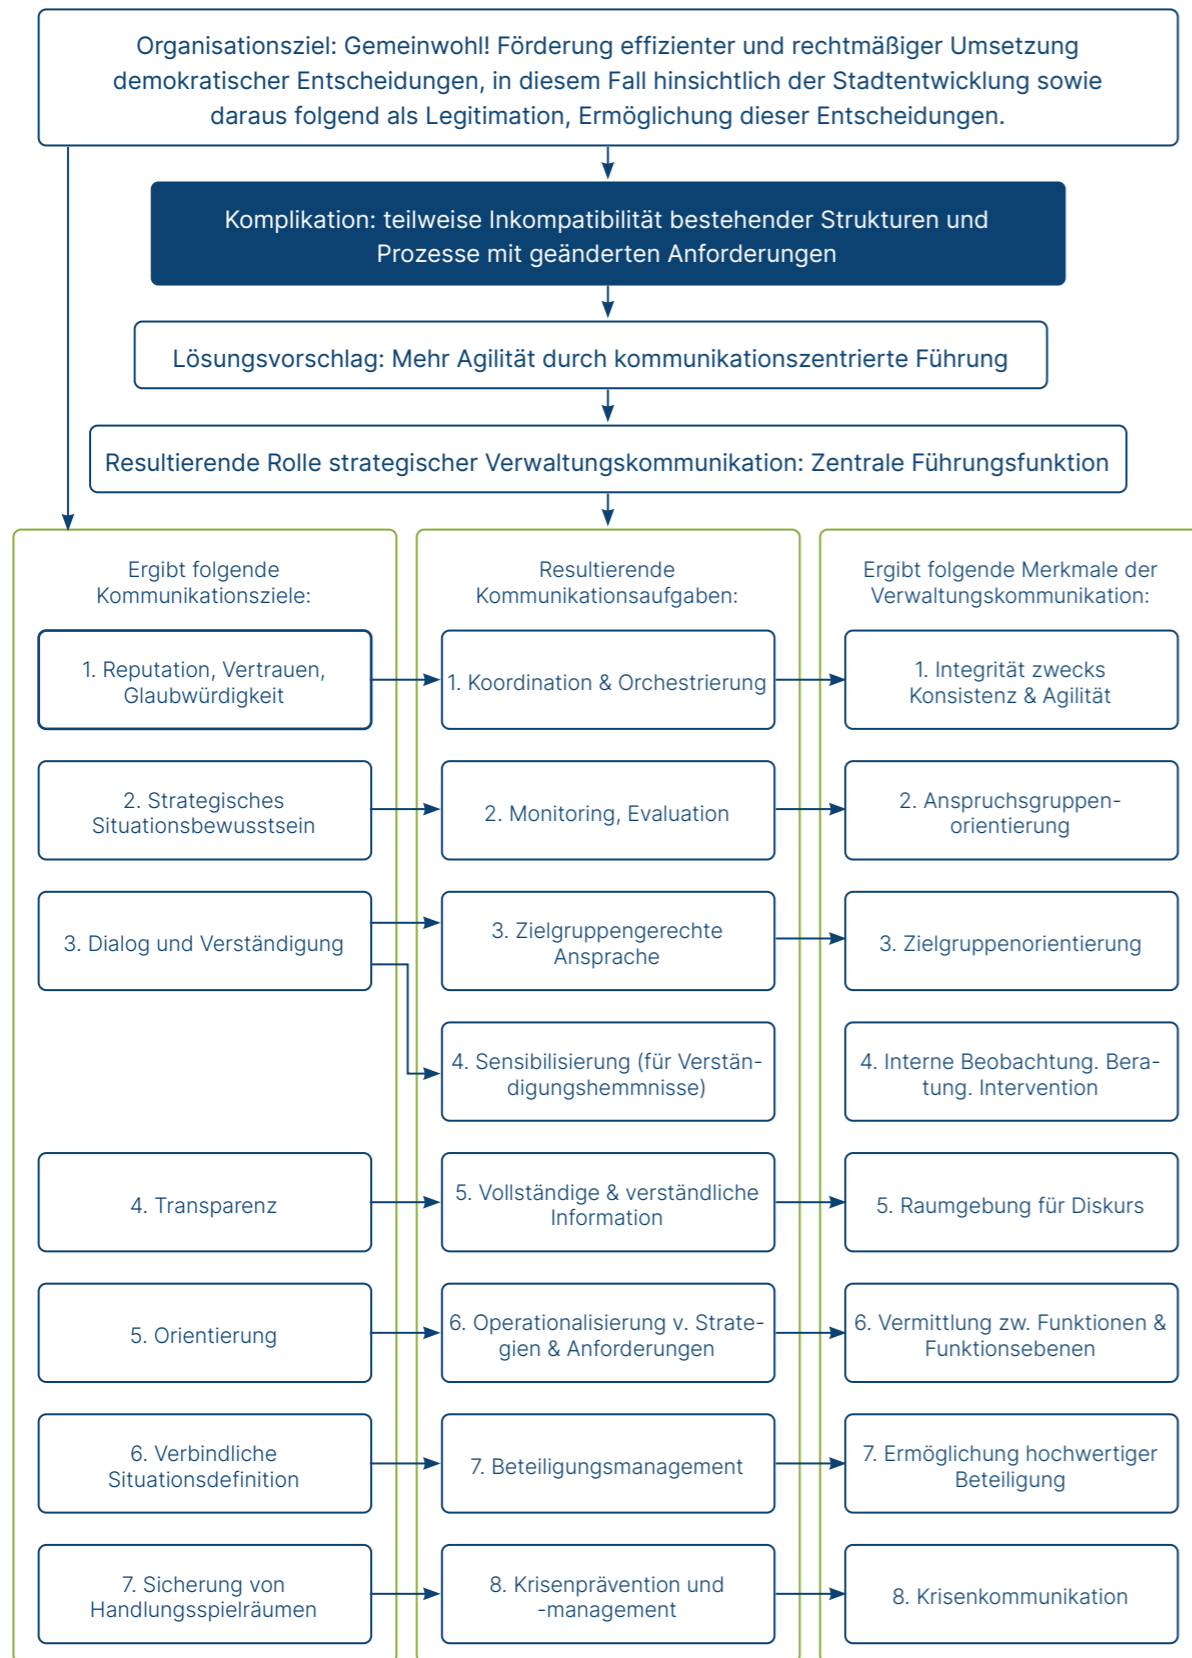 Organisationsziel: Gemeinwohl! Förderung effizienter und rechtmäßiger Umsetzung
demokratischer Entscheidungen, in diesem Fall hinsichtlich der Stadtentwicklung sowie
daraus folgend als Legitimation, Ermöglichung dieser Entscheidungen.
Komplikation: teilweise Inkompatibilität bestehender Strukturen und
Prozesse mit geänderten Anforderungen
Lösungsvorschlag: Mehr Agilität durch kommunikationszentrierte Führung
Resultierende Rolle strategischer Verwaltungskommunikation: Zentrale Führungsfunktion
Ergibt folgende
Kommunikationsziele:
1. Reputation, Vertrauen,
Glaubwürdigkeit
2. Strategisches
Situationsbewusstsein
3. Dialog und Verständigung
4. Transparenz
5. Orientierung
6. Verbindliche
Situationsdefinition
7. Sicherung von
Handlungsspielräumen
Resultierende
Kommunikationsaufgaben:
1. Koordination & Orchestrierung
2. Monitoring, Evaluation
3. Zielgruppengerechte
Ansprache
4. Sensibilisierung (für Verstän-
digungshemmnisse)
5. Vollständige & verständliche
Information
6. Operationalisierung v. Strate-
gien & Anforderungen
7. Beteiligungsmanagement
8. Krisenprävention und
-management
Ergibt folgende Merkmale der
Verwaltungskommunikation:
1. Integrität zwecks
Konsistenz & Agilität
2. Anspruchsgruppen-
orientierung
3. Zielgruppenorientierung
4. Interne Beobachtung. Bera-
tung. Intervention
5. Raumgebung für Diskurs
6. Vermittlung zw. Funktionen &
Funktionsebenen
7. Ermöglichung hochwertiger
Beteiligung
8. Krisenkommunikation